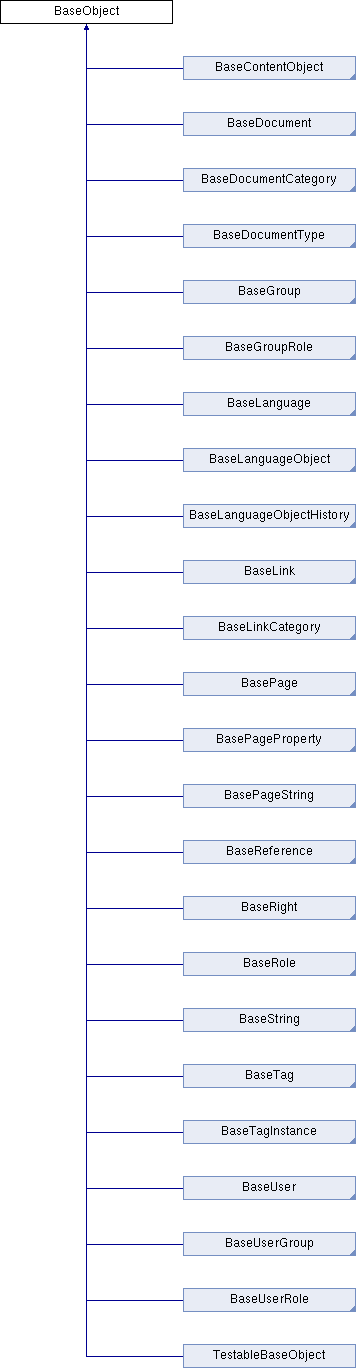 BaseObject
BaseContentObject
BaseDocument
BaseDocumentCategory
BaseDocumentType
BaseGroup
BaseGroupRole
BaseLanguage
BaseLanguageObject
BaseLanguageObjectHistory
BaseLink
BaseLinkCategory
BasePage
BasePageProperty
BasePageString
BaseReference
BaseRight
BaseRole
BaseString
BaseTag
BaseTagInstance
BaseUser
BaseUserGroup
BaseUserRole
TestableBaseObject